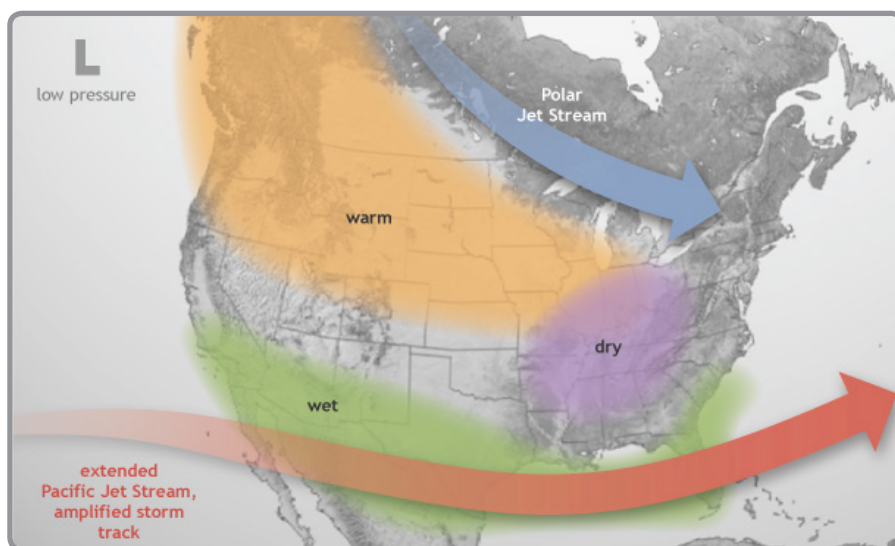 L
low pressure
Polar
Jet Stream
warm
dry
wet
extended
Pacific Jet Stream,
amplified storm
track